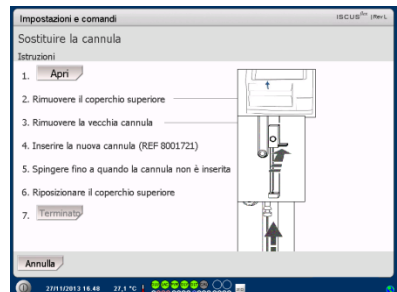 Impostazioni e comandi
ISCUSflex |Rev L
Sostituire la cannula
Istruzioni
1. Apri
2. Rimuovere il coperchio superiore
3. Rimuovere la vecchia cannula
4. Inserire la nuova cannula (REF 8001721)
5. Spingere fino a quando la cannula non è inserita
6. Riposizionare il coperchio superiore
7. Terminato
Annulla
27/11/2013 16.48 27,1 °C !